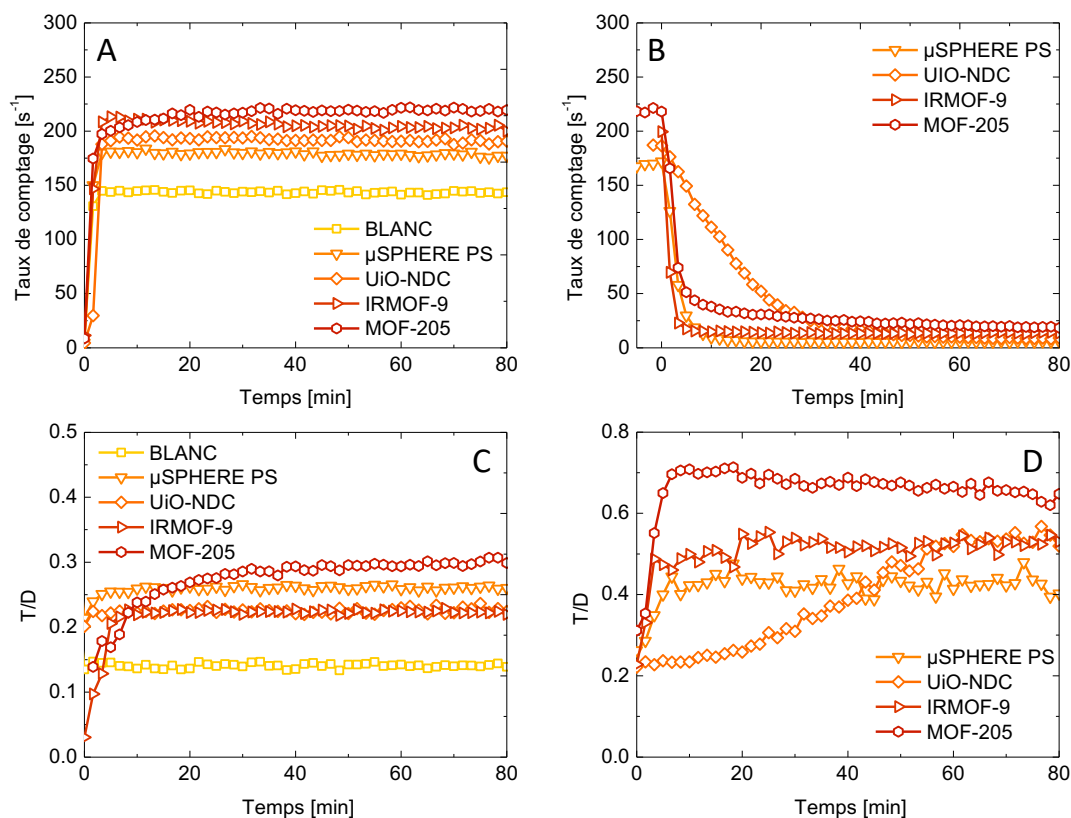 A
Taux de comptage [s⁻¹]
300
250
200
150
100
50
0
BLANC
µSPHERE PS
UiO-NDC
IRMOF-9
MOF-205
0 20 40 60 80
Temps [min]
B
Taux de comptage [s⁻¹]
300
250
200
150
100
50
0
µSPHERE PS
UIO-NDC
IRMOF-9
MOF-205
0 20 40 60 80
Temps [min]
C
T/D
0.5
0.4
0.3
0.2
0.1
0.0
BLANC
µSPHERE PS
UiO-NDC
IRMOF-9
MOF-205
0 20 40 60 80
Temps [min]
D
T/D
0.8
0.6
0.4
0.2
0.0
µSPHERE PS
UiO-NDC
IRMOF-9
MOF-205
0 20 40 60 80
Temps [min]